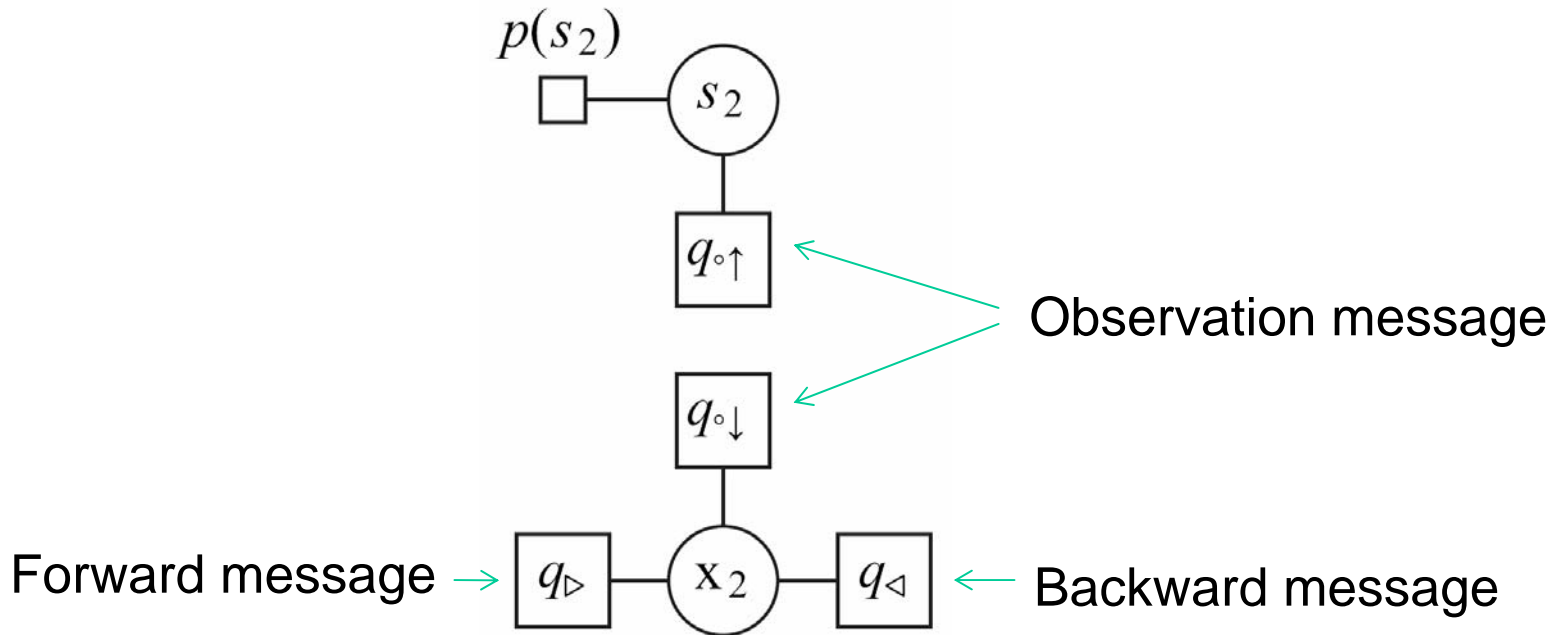 p(s₂)
s₂
q∘↑
Observation message
q∘↓
Forward message
q▷
x₂
q◁
Backward message